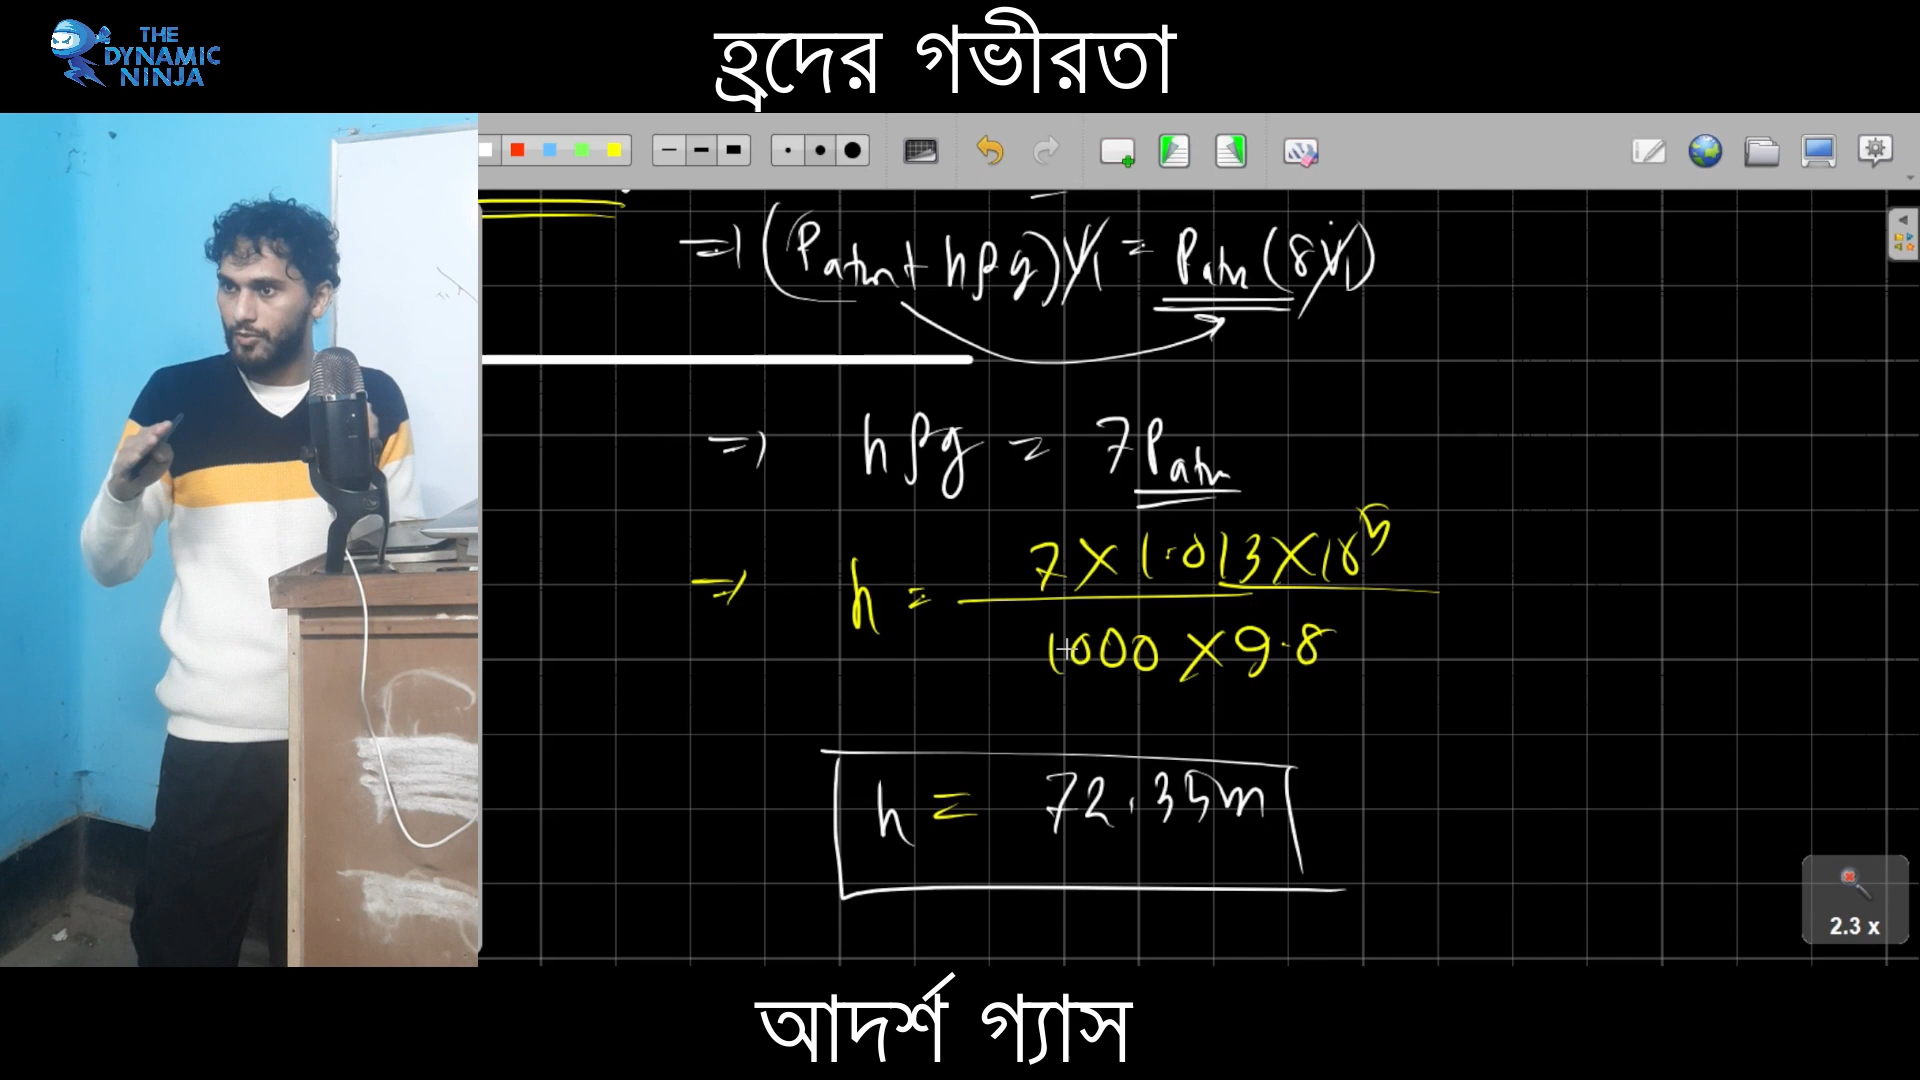 THE
DYNAMIC
NINJA
হ্রদের গভীরতা
=> (Patm + hρg)V₁ = Patm (8V₁)
=> hρg = 7Patm
=> h = 7 × 1.013 × 10⁵
1000 × 9.8
h = 72.35m
2.3 x
আদর্শ গ্যাস